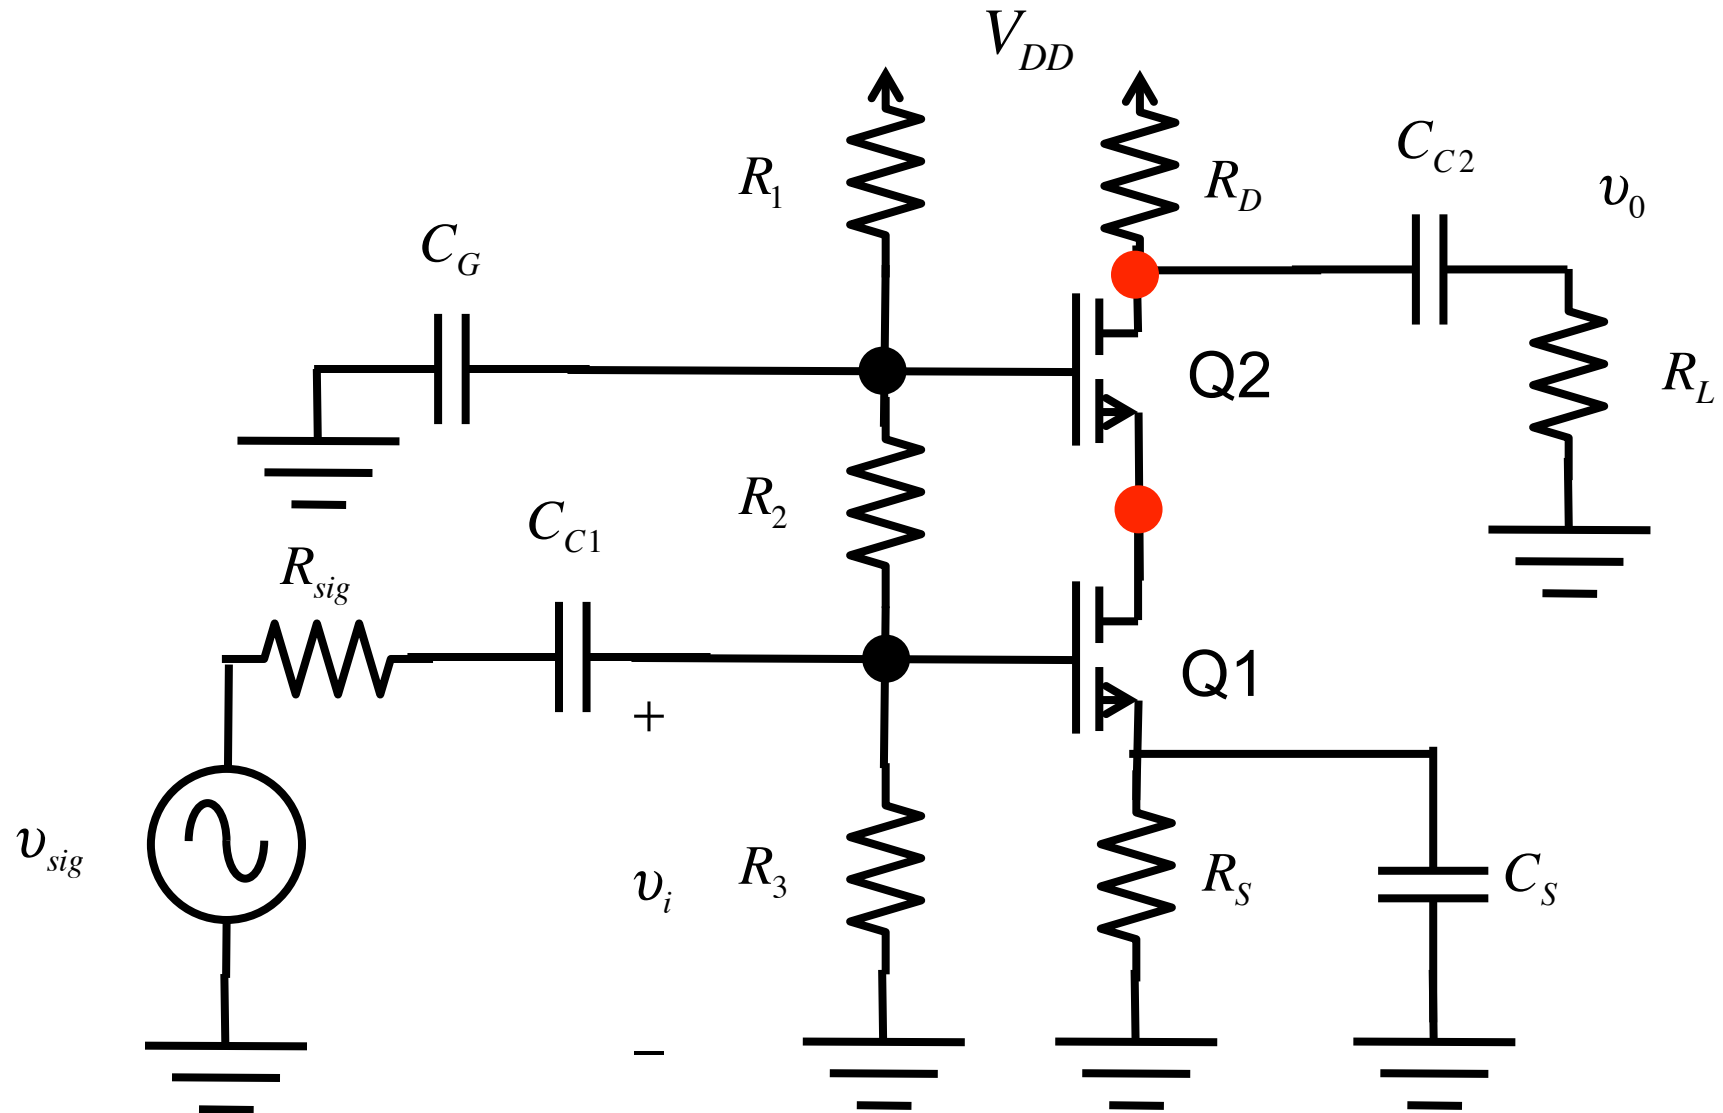 V_DD
C_C2
R_1
R_D
υ_0
C_G
Q2
R_L
R_2
C_C1
R_sig
Q1
+
υ_sig
υ_i
R_3
R_S
C_S
−